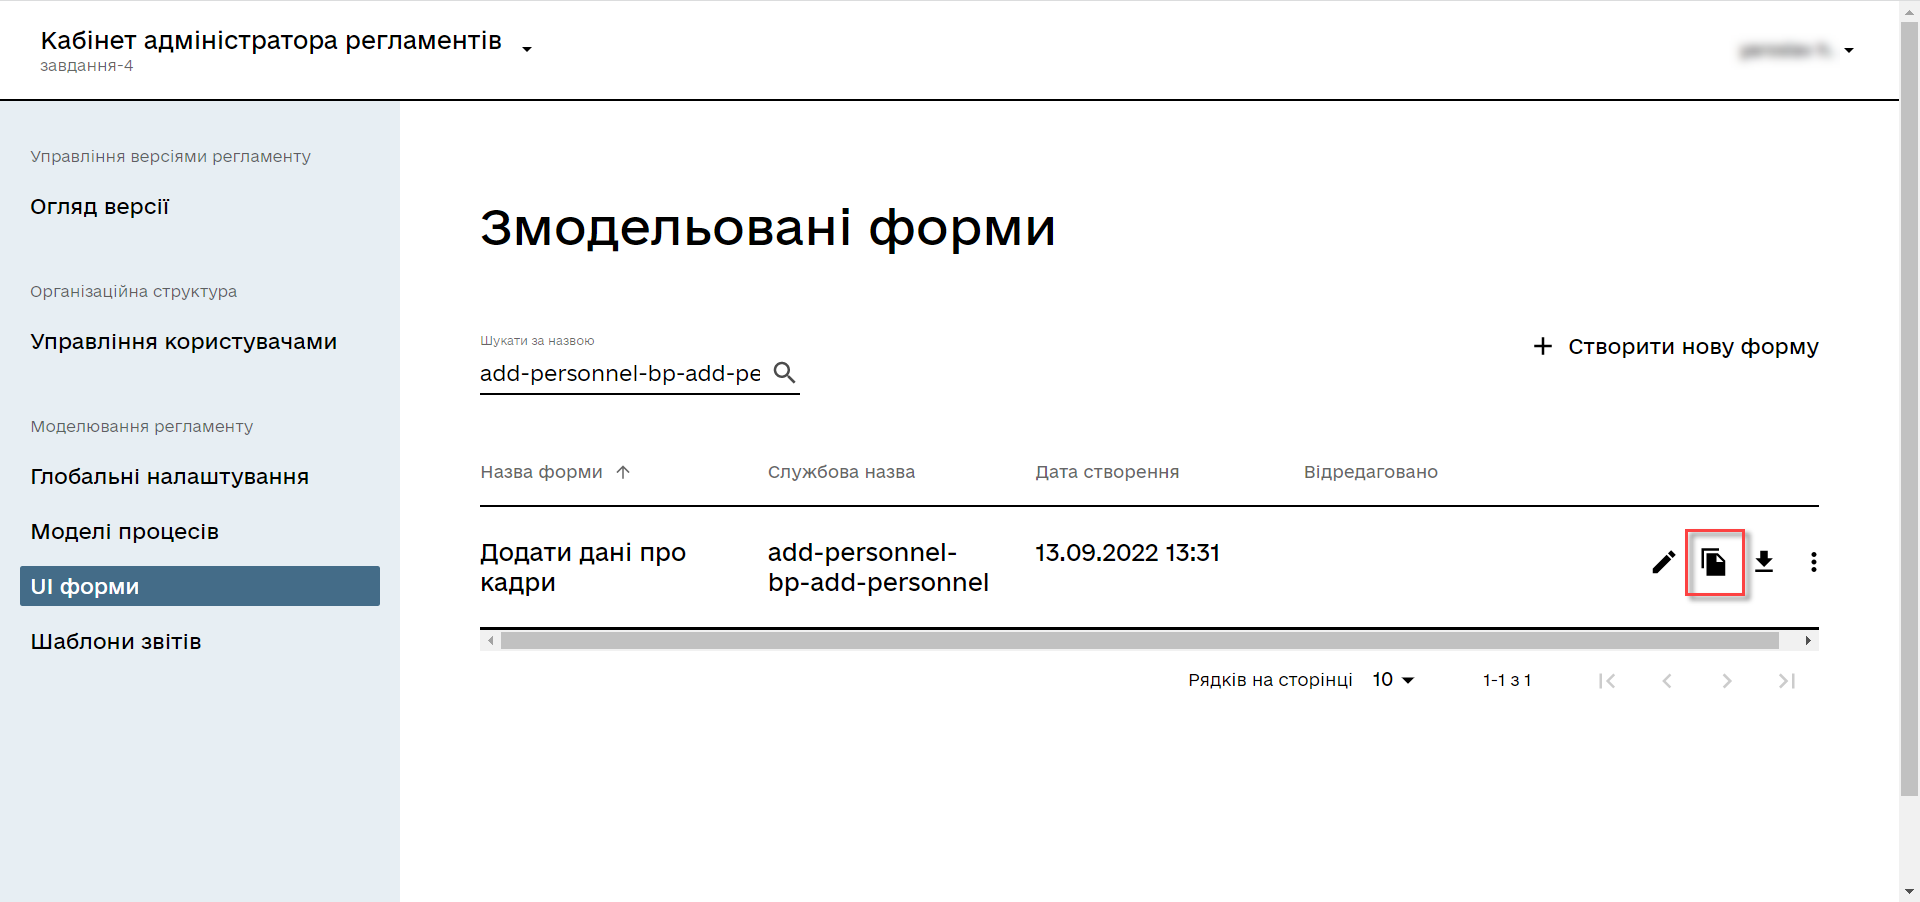 Кабінет адміністратора регламентів
завдання-4
Управління версіями регламенту
Огляд версії
Організаційна структура
Управління користувачами
Моделювання регламенту
Глобальні налаштування
Моделі процесів
UI форми
Шаблони звітів
Змодельовані форми
Шукати за назвою
add-personnel-bp-add-pe
Створити нову форму
Назва форми Службова назва Дата створення Відредаговано
Додати дані про
кадри
add-personnel-
bp-add-personnel
13.09.2022 13:31
Рядків на сторінці 10 1-1 з 1